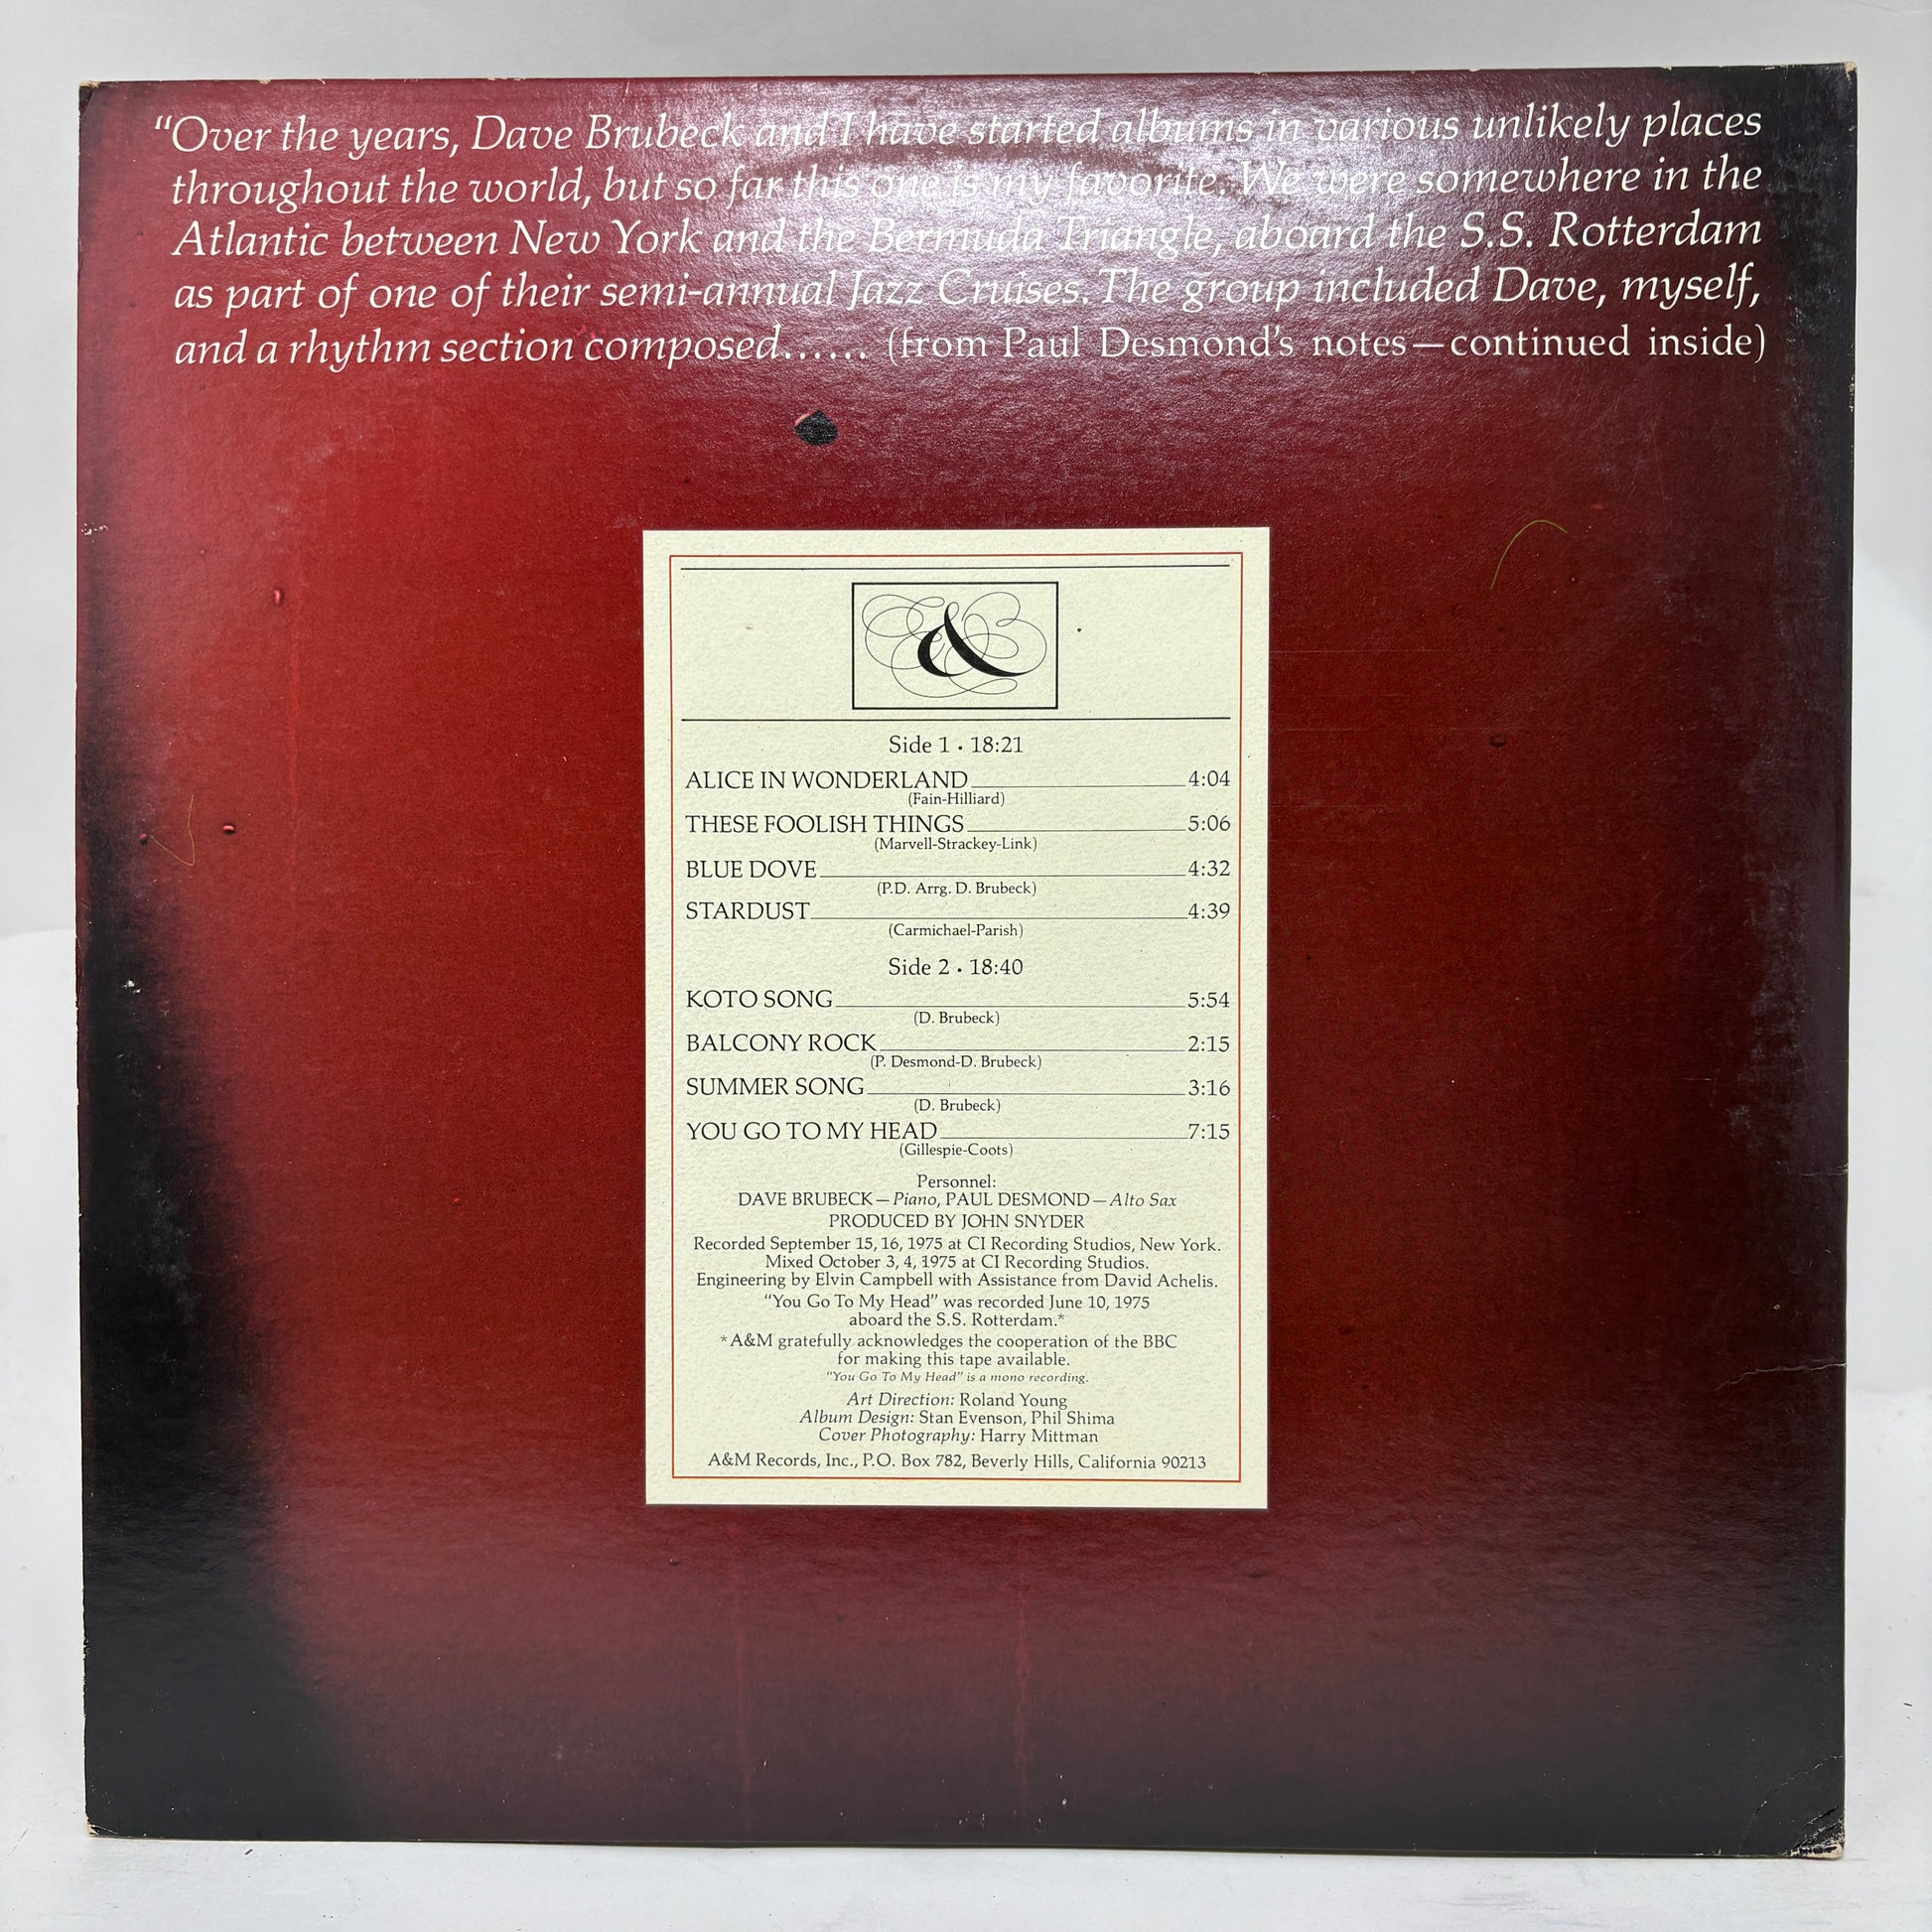 “Over the years, Dave Brubeck and I have started albums in various unlikely places
throughout the world, but so far this one is my favorite. We were somewhere in the
Atlantic between New York and the Bermuda Triangle, aboard the S.S. Rotterdam
as part of one of their semi-annual Jazz Cruises. The group included Dave, myself,
and a rhythm section composed...... (from Paul Desmond’s notes—continued inside)
&
Side 1 • 18:21
ALICE IN WONDERLAND 4:04
(Fain-Hilliard)
THESE FOOLISH THINGS 5:06
(Marvell-Strackey-Link)
BLUE DOVE 4:32
(P.D. Arrg. D. Brubeck)
STARDUST 4:39
(Carmichael-Parish)
Side 2 • 18:40
KOTO SONG 5:54
(D. Brubeck)
BALCONY ROCK 2:15
(P. Desmond-D. Brubeck)
SUMMER SONG 3:16
(D. Brubeck)
YOU GO TO MY HEAD 7:15
(Gillespie-Coots)
Personnel:
DAVE BRUBECK—Piano, PAUL DESMOND—Alto Sax
PRODUCED BY JOHN SNYDER
Recorded September 15, 16, 1975 at CI Recording Studios, New York.
Mixed October 3, 4, 1975 at CI Recording Studios.
Engineering by Elvin Campbell with Assistance from David Achelis.
“You Go To My Head” was recorded June 10, 1975
aboard the S.S. Rotterdam.*
*A&M gratefully acknowledges the cooperation of the BBC
for making this tape available.
“You Go To My Head” is a mono recording.
Art Direction: Roland Young
Album Design: Stan Evenson, Phil Shima
Cover Photography: Harry Mittman
A&M Records, Inc., P.O. Box 782, Beverly Hills, California 90213